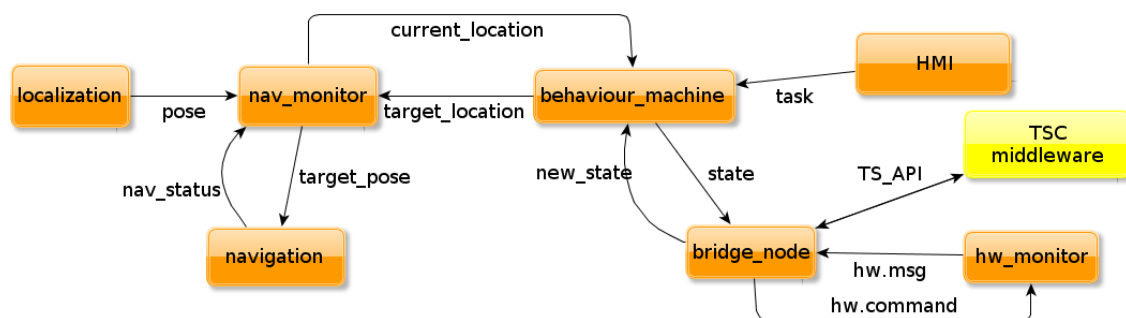 current_location
HMI
localization
nav_monitor
behaviour_machine
pose
target_location
task
TSC
middleware
nav_status
target_pose
new_state
state
TS_API
navigation
bridge_node
hw_monitor
hw.msg
hw.command